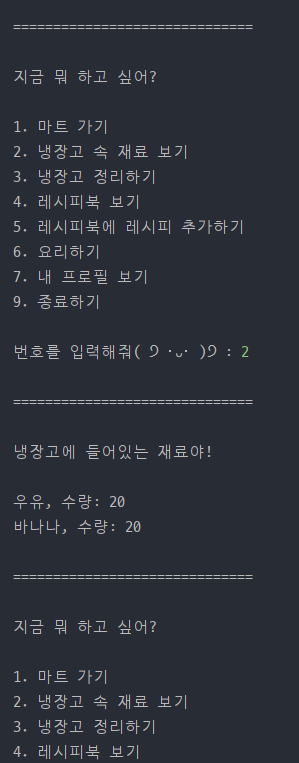 ==============================
지금 뭐 하고 싶어?
1. 마트 가기
2. 냉장고 속 재료 보기
3. 냉장고 정리하기
4. 레시피북 보기
5. 레시피북에 레시피 추가하기
6. 요리하기
7. 내 프로필 보기
9. 종료하기
번호를 입력해줘( ᕤ ･ᴗ･ )ᕤ : 2
==============================
냉장고에 들어있는 재료야!
우유, 수량: 20
바나나, 수량: 20
==============================
지금 뭐 하고 싶어?
1. 마트 가기
2. 냉장고 속 재료 보기
3. 냉장고 정리하기
4. 레시피북 보기